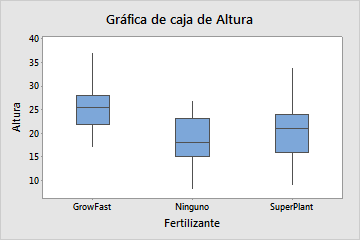 Gráfica de caja de Altura
Altura
40
35
30
25
20
15
10
GrowFast
Ninguno
SuperPlant
Fertilizante